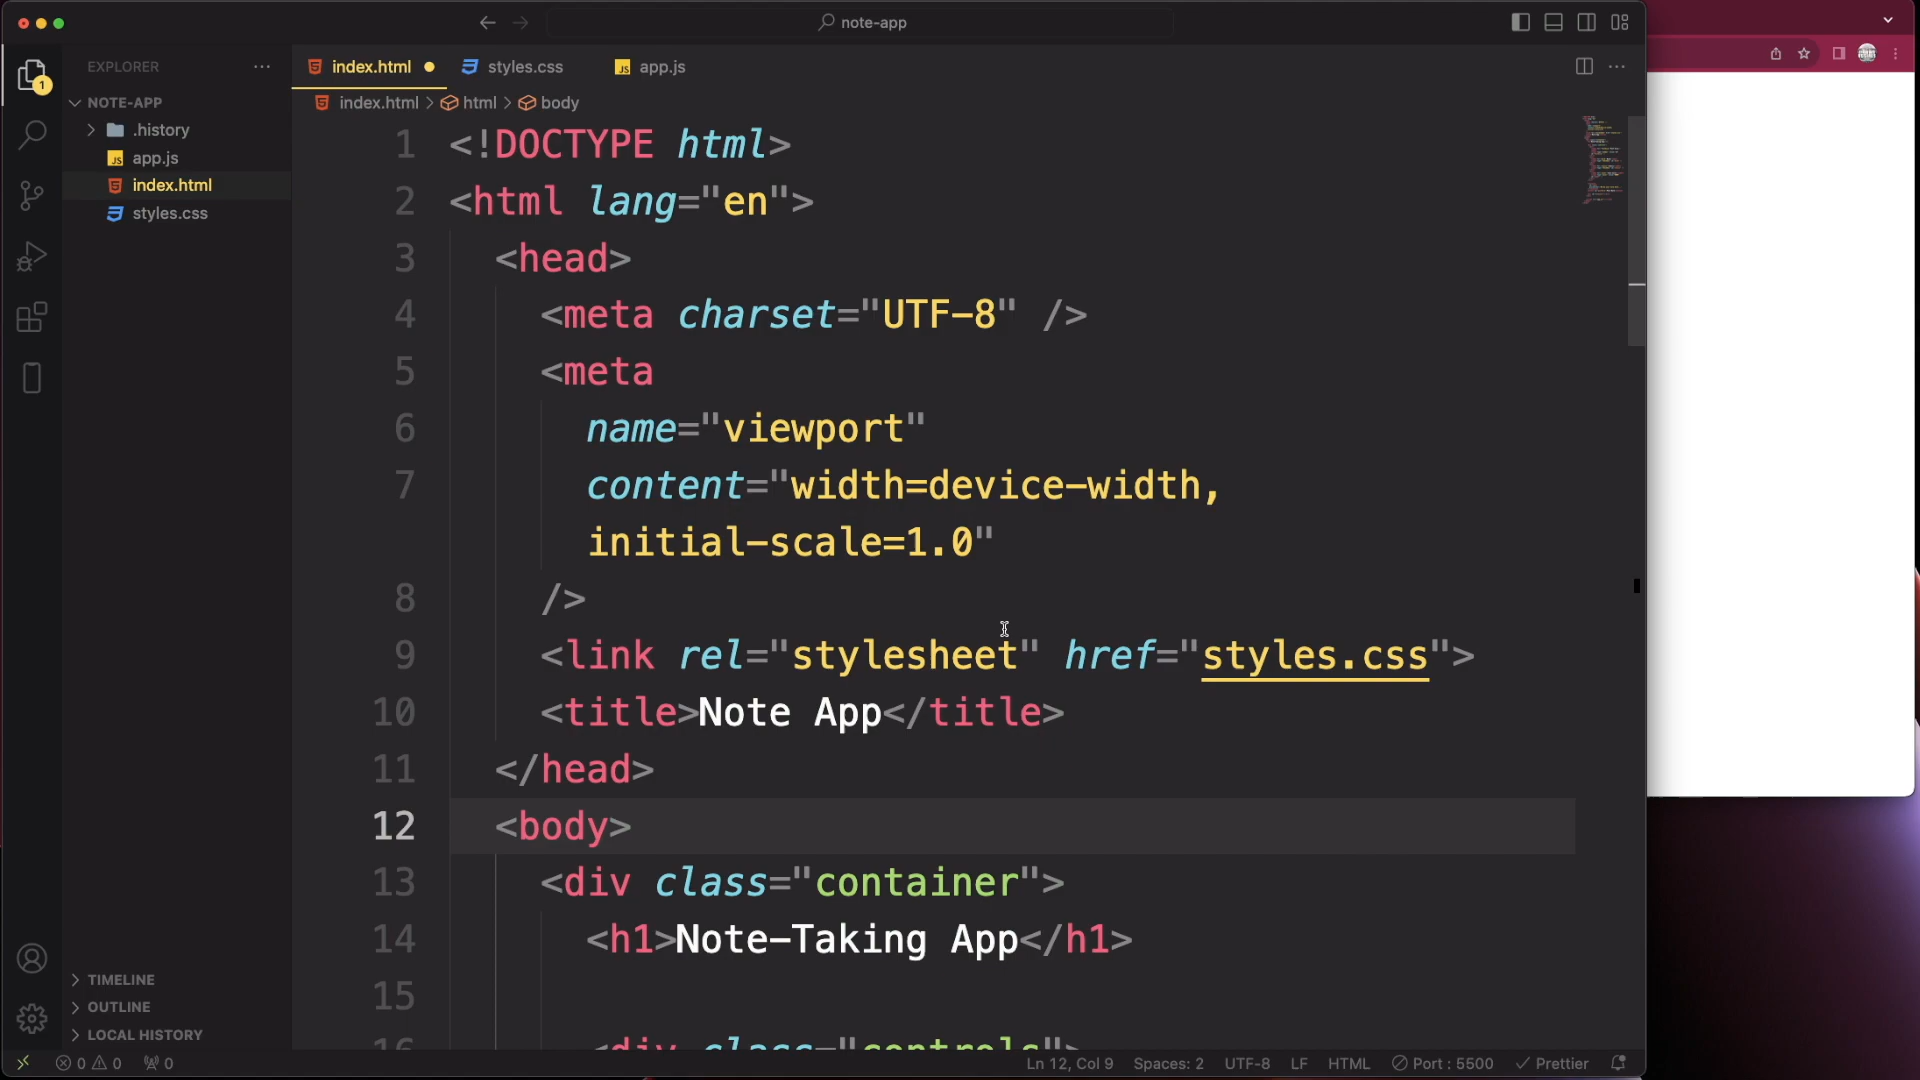 note-app
EXPLORER
index.html
styles.css
app.js
NOTE-APP
index.html > html > body
.history
app.js
index.html
styles.css
1
1 <!DOCTYPE html>
2 <html lang="en">
3 <head>
4 <meta charset="UTF-8" />
5 <meta
6 name="viewport"
7 content="width=device-width,
initial-scale=1.0"
8 />
9 <link rel="stylesheet" href="styles.css">
10 <title>Note App</title>
11 </head>
12 <body>
13 <div class="container">
14 <h1>Note-Taking App</h1>
15
16 <div class="controls">
TIMELINE
OUTLINE
LOCAL HISTORY
0 0 0
Ln 12, Col 9 Spaces: 2 UTF-8 LF HTML Port : 5500 Prettier